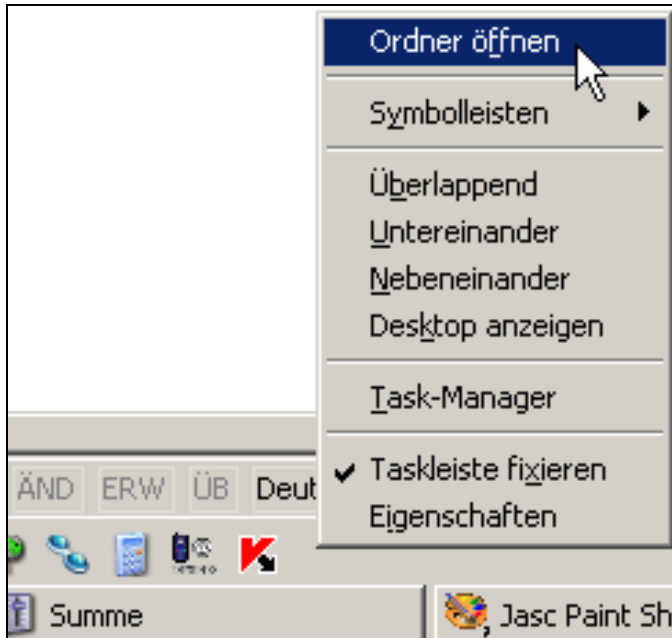 Ordner öffnen
Symbolleisten
Überlappend
Untereinander
Nebeneinander
Desktop anzeigen
Task-Manager
Taskleiste fixieren
Eigenschaften
ÄND ERW ÜB Deut
Summe Jasc Paint Sh